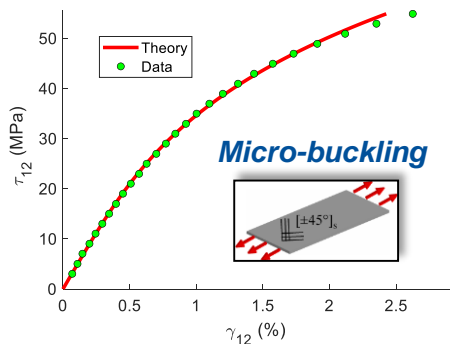 50
40
30
20
10
0
τ12 (MPa)
Theory
Data
Micro-buckling
[±45°]s
0
0.5
1
1.5
2
2.5
γ12 (%)